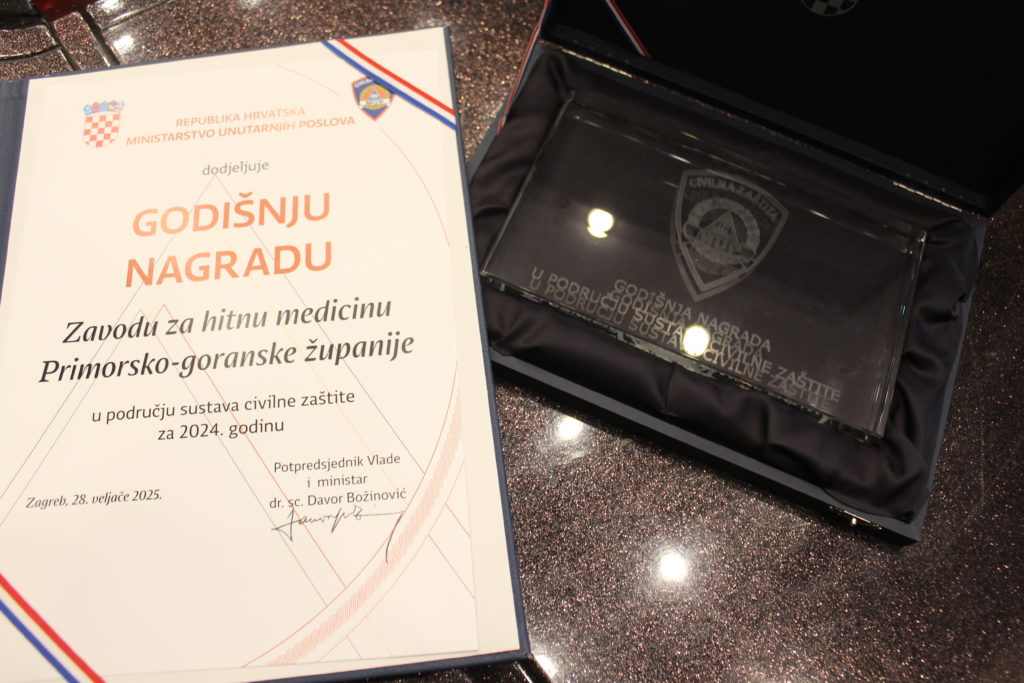 REPUBLIKA HRVATSKA
MINISTARSTVO UNUTARNJIH POSLOVA
dodjeljuje
GODIŠNJU
NAGRADU
Zavodu za hitnu medicinu
Primorsko-goranske županije
u području sustava civilne zaštite
za 2024. godinu
Zagreb, 28. veljače 2025.
Potpredsjednik Vlade
i ministar
dr. sc. Davor Božinović
CIVILNA ZAŠTITA
GODIŠNJA NAGRADA
U PODRUČJU SUSTAVA CIVILNE ZAŠTITE